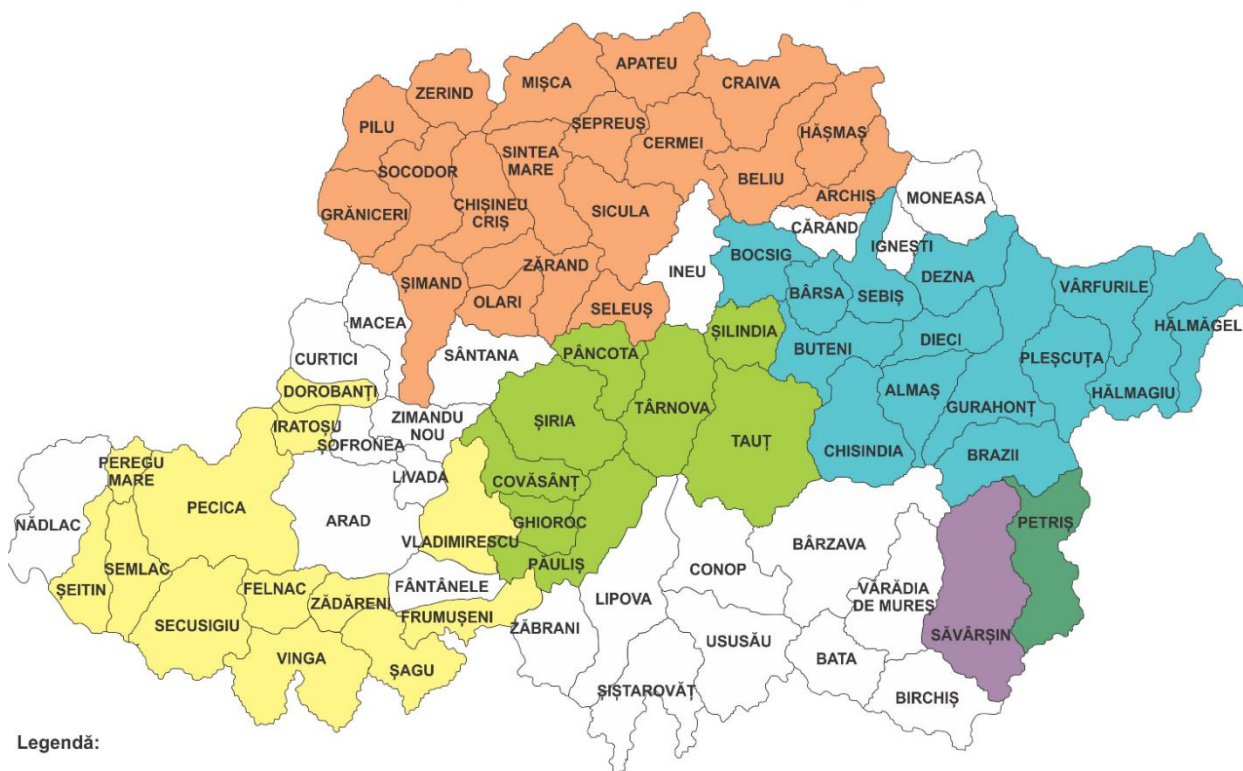 APATEU
MIȘCA
CRAIVA
ZERIND
ȘEPREUȘ
PILU
CERMEI
HĂȘMAȘ
SINTEA
MARE
SOCODOR
BELIU
ARCHIȘ
MONEASA
CHIȘINEU
CRIȘ
SICULA
GRĂNICERI
CĂRAND
IGNEȘTI
BOCSIG
ZĂRAND
INEU
DEZNA
ȘIMAND
VÂRFURILE
BÂRSA
SEBIȘ
OLARI
SELEUȘ
MACEA
HĂLMĂGEL
ȘILINDIA
DIECI
BUTENI
PÂNCOTA
SÂNTANA
CURTICI
PLEȘCUȚA
DOROBANȚI
ALMAȘ
HĂLMAGIU
TÂRNOVA
GURAHONȚ
ZIMANDU
NOU
ȘIRIA
IRATOȘU
ȘOFRONEA
TAUȚ
CHISINDIA
BRAZII
PEREGU
MARE
LIVADA
COVĂSÂNȚ
PECICA
ARAD
NĂDLAC
GHIOROC
PETRIȘ
VLADIMIRESCU
BÂRZAVA
PĂULIȘ
SEMLAC
CONOP
VĂRĂDIA
DE MUREȘ
ȘEITIN
FELNAC
FÂNTÂNELE
ZĂDĂRENI
LIPOVA
FRUMUȘENI
SECUSIGIU
ZĂBRANI
SĂVÂRȘIN
USUSĂU
VINGA
BATA
ȘAGU
ȘIȘTAROVĂȚ
BIRCHIȘ
Legendă: